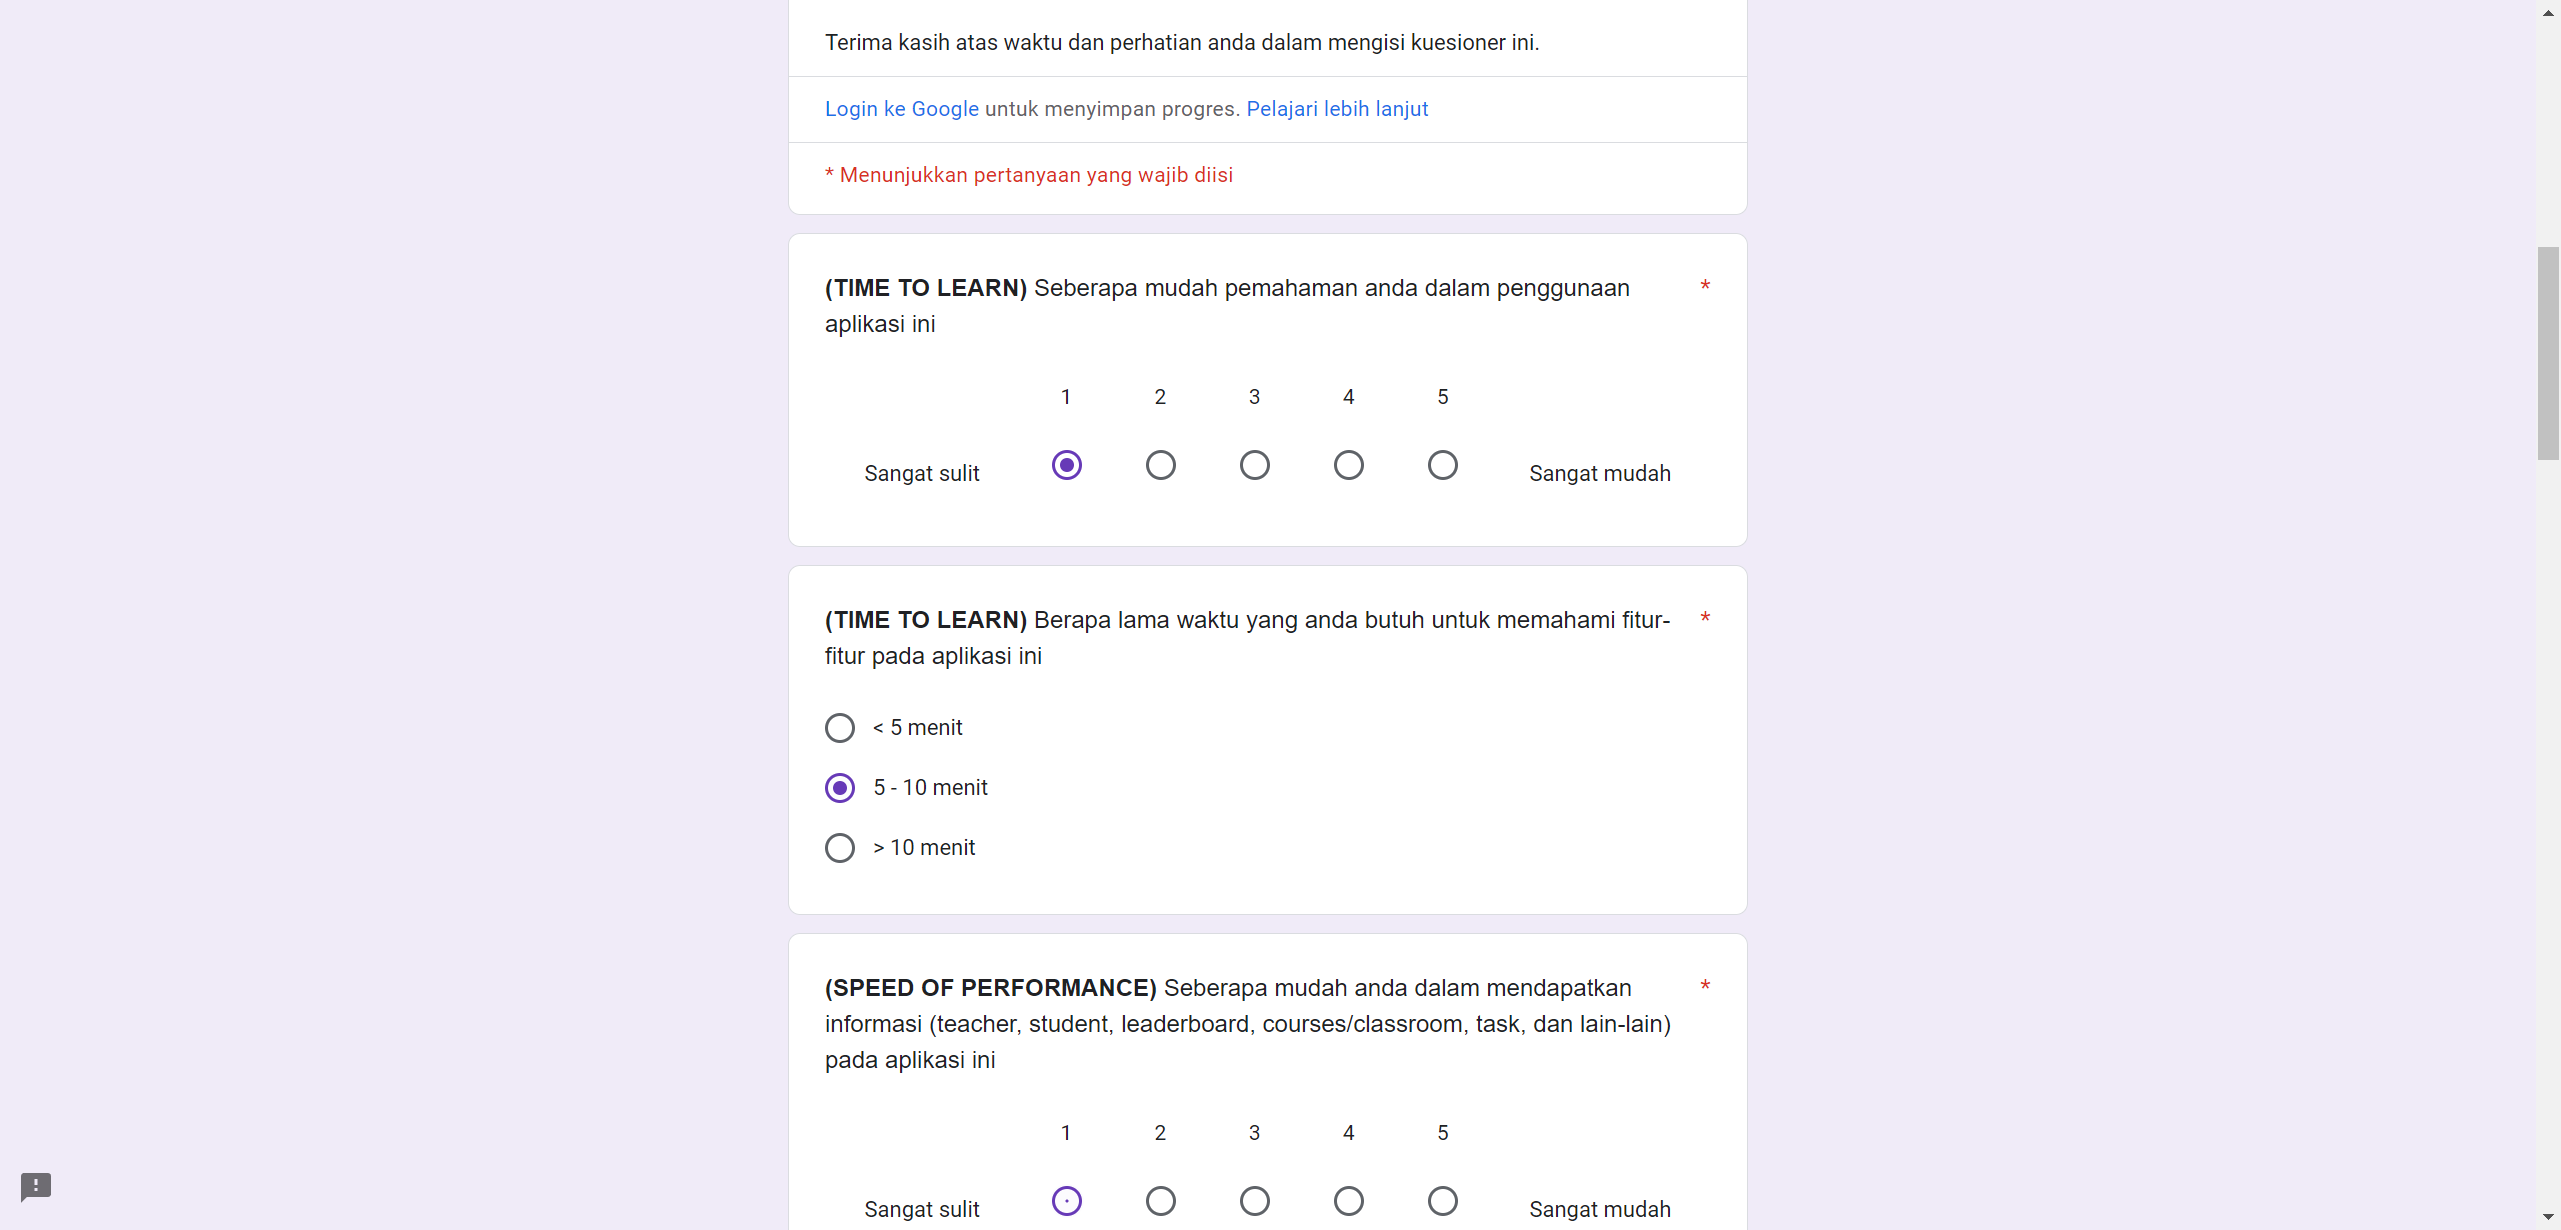 Terima kasih atas waktu dan perhatian anda dalam mengisi kuesioner ini.
Login ke Google untuk menyimpan progres. Pelajari lebih lanjut
* Menunjukkan pertanyaan yang wajib diisi
(TIME TO LEARN) Seberapa mudah pemahaman anda dalam penggunaan *
aplikasi ini
1 2 3 4 5
Sangat sulit Sangat mudah
(TIME TO LEARN) Berapa lama waktu yang anda butuh untuk memahami fitur- *
fitur pada aplikasi ini
< 5 menit
5 - 10 menit
> 10 menit
(SPEED OF PERFORMANCE) Seberapa mudah anda dalam mendapatkan *
informasi (teacher, student, leaderboard, courses/classroom, task, dan lain-lain)
pada aplikasi ini
1 2 3 4 5
Sangat sulit Sangat mudah